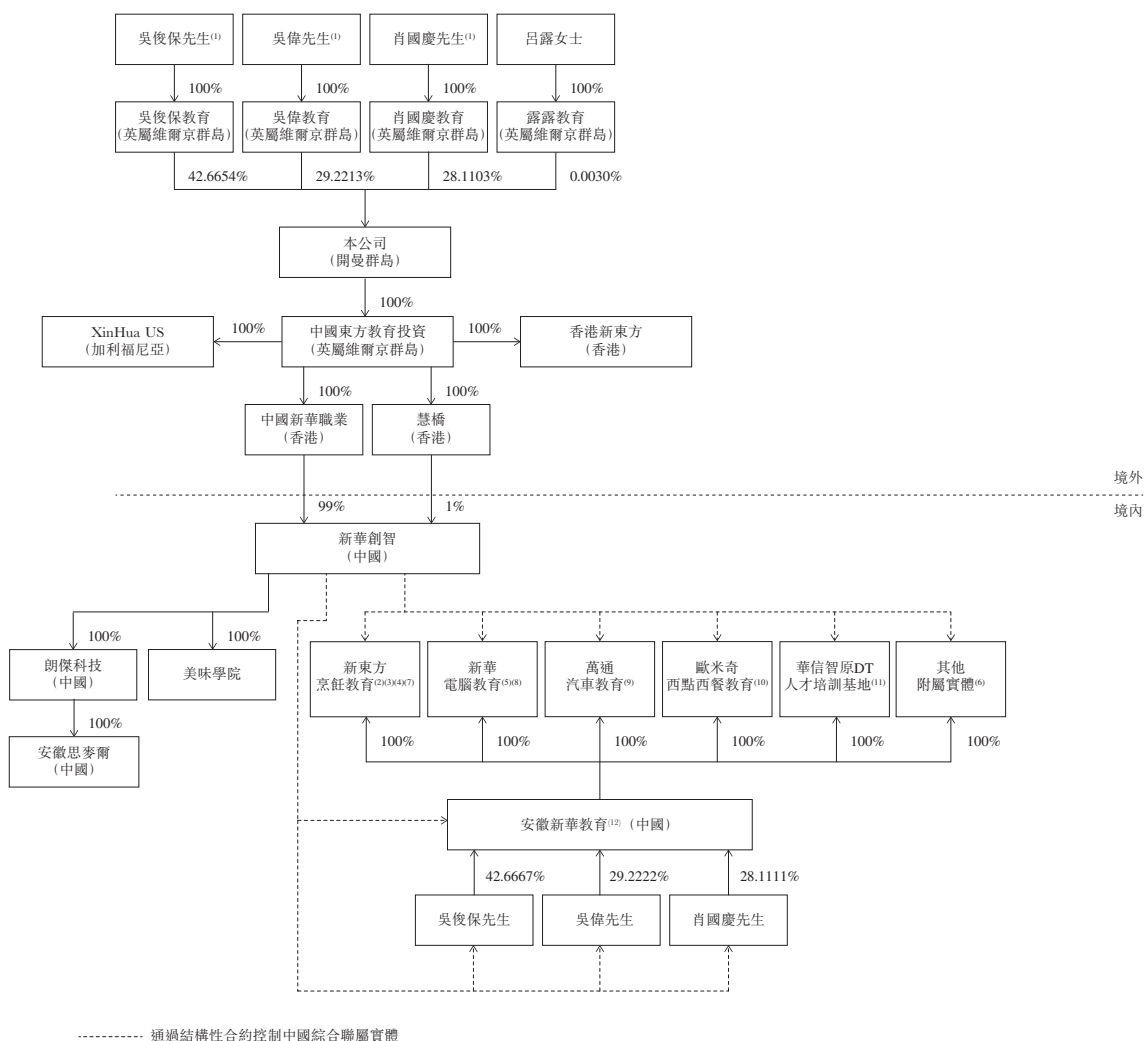 吳俊保先生(1)
吳偉先生(1)
肖國慶先生(1)
呂露女士
100%
100%
100%
100%
吳俊保教育
(英屬維爾京群島)
吳偉教育
(英屬維爾京群島)
肖國慶教育
(英屬維爾京群島)
露露教育
(英屬維爾京群島)
42.6654%
29.2213%
28.1103%
0.0030%
本公司
(開曼群島)
100%
XinHua US
(加利福尼亞)
100%
中國東方教育投資
(英屬維爾京群島)
100%
香港新東方
(香港)
100%
100%
中國新華職業
(香港)
慧橋
(香港)
境外
境內
99%
1%
新華創智
(中國)
100%
100%
朗傑科技
(中國)
美味學院
100%
安徽思麥爾
(中國)
新東方
烹飪教育(2)(3)(4)(7)
新華
電腦教育(5)(8)
萬通
汽車教育(9)
歐米奇
西點西餐教育(10)
華信智原DT
人才培訓基地(11)
其他
附屬實體(6)
100%
100%
100%
100%
100%
100%
安徽新華教育(12)（中國）
42.6667%
29.2222%
28.1111%
吳俊保先生
吳偉先生
肖國慶先生
通過結構性合約控制中國綜合聯屬實體